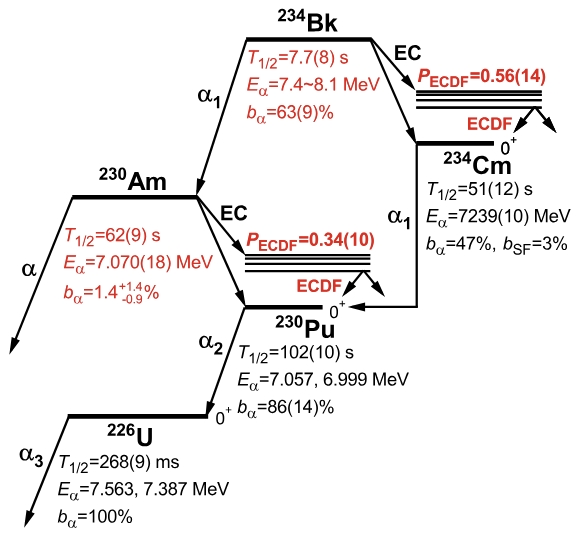 ²³⁴Bk
T₁/₂=7.7(8) s
Eα=7.4~8.1 MeV
bα=63(9)%
α₁
EC
P_ECDF=0.56(14)
ECDF
0⁺
²³⁴Cm
T₁/₂=51(12) s
Eα=7239(10) MeV
bα=47%, b_SF=3%
α₁
²³⁰Am
T₁/₂=62(9) s
Eα=7.070(18) MeV
bα=1.4+1.4-0.9%
α
EC
P_ECDF=0.34(10)
ECDF
0⁺
²³⁰Pu
T₁/₂=102(10) s
Eα=7.057, 6.999 MeV
bα=86(14)%
α₂
0⁺
²²⁶U
T₁/₂=268(9) ms
Eα=7.563, 7.387 MeV
bα=100%
α₃